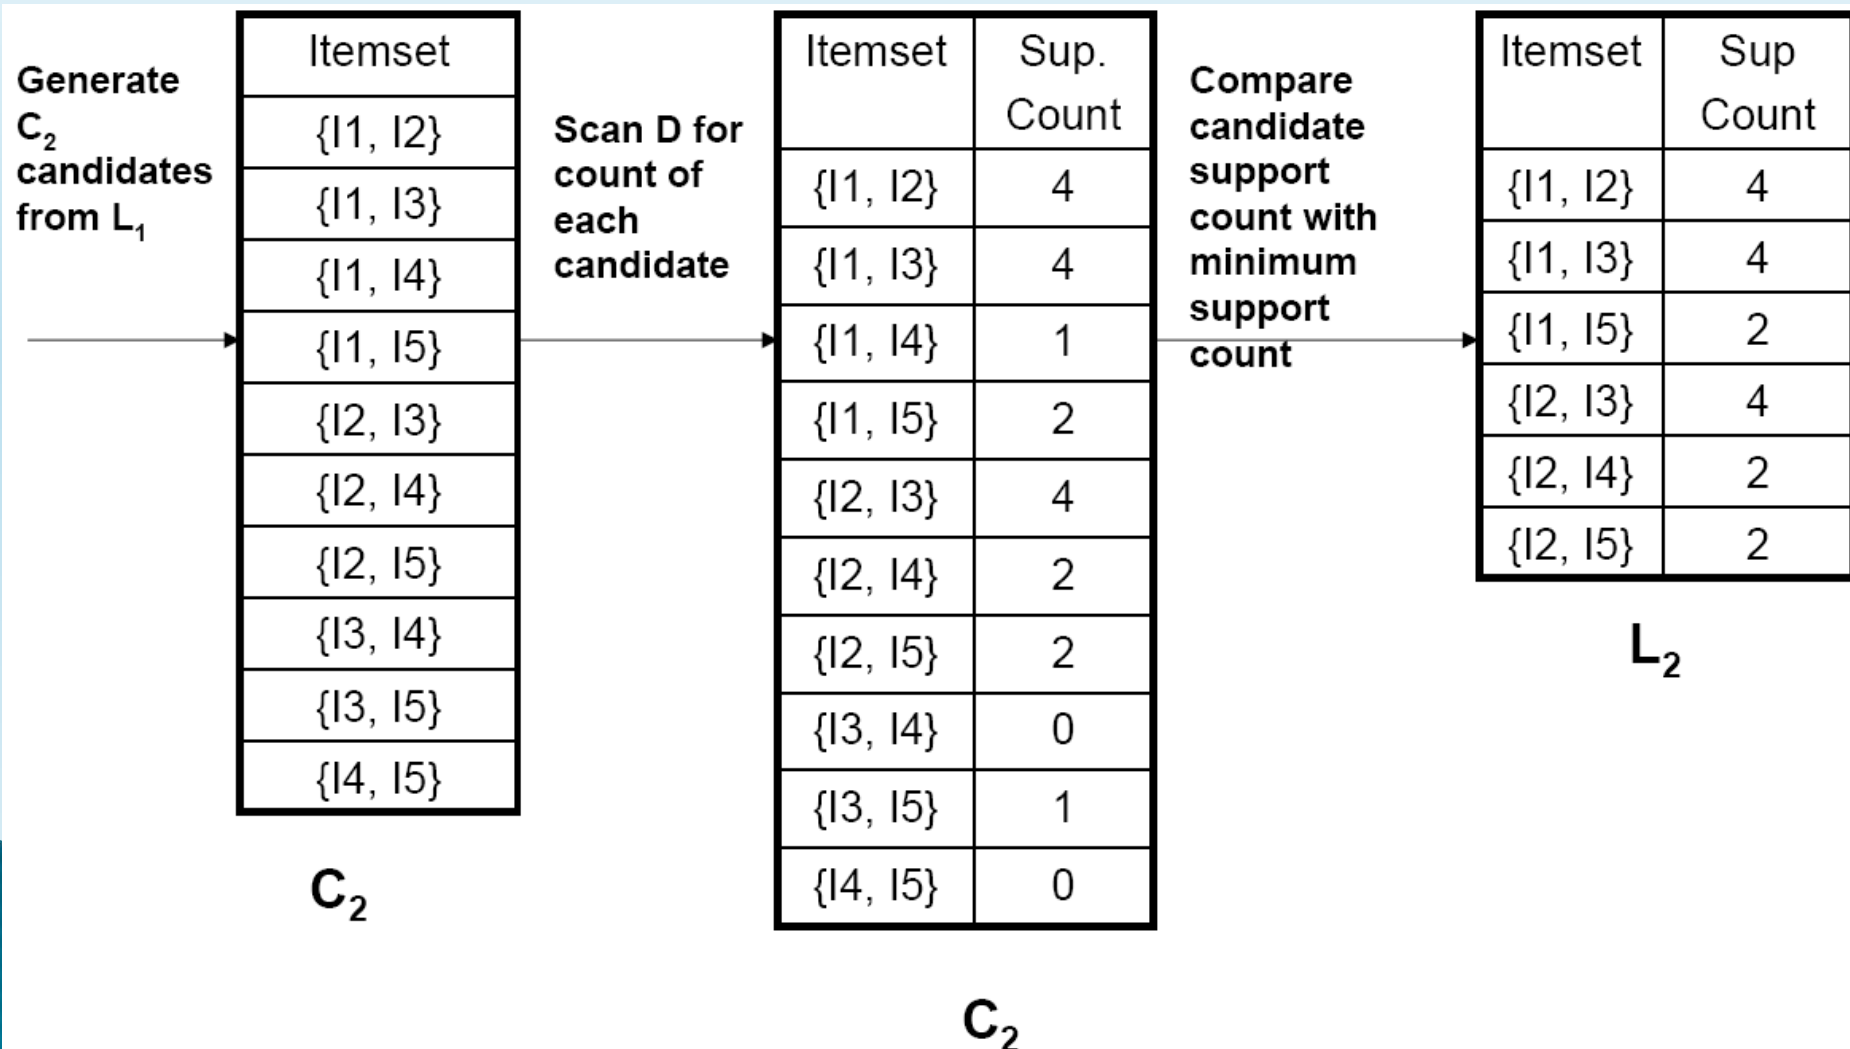 Generate
C₂
candidates
from L₁
Itemset
{I1, I2}
{I1, I3}
{I1, I4}
{I1, I5}
{I2, I3}
{I2, I4}
{I2, I5}
{I3, I4}
{I3, I5}
{I4, I5}
C₂
Scan D for
count of
each
candidate
Itemset Sup.
Count
{I1, I2} 4
{I1, I3} 4
{I1, I4} 1
{I1, I5} 2
{I2, I3} 4
{I2, I4} 2
{I2, I5} 2
{I3, I4} 0
{I3, I5} 1
{I4, I5} 0
C₂
Compare
candidate
support
count with
minimum
support
count
Itemset Sup
Count
{I1, I2} 4
{I1, I3} 4
{I1, I5} 2
{I2, I3} 4
{I2, I4} 2
{I2, I5} 2
L₂